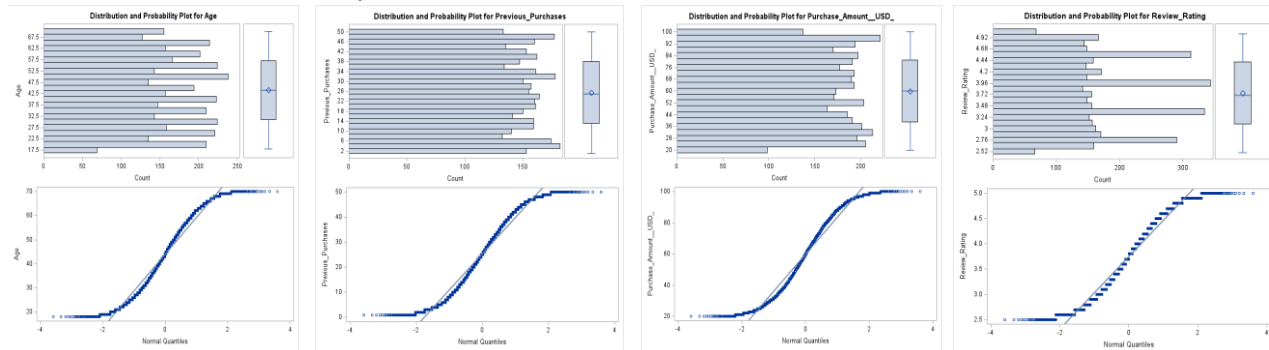 Distribution and Probability Plot for Age
67.5
62.5
57.5
52.5
47.5
42.5
37.5
32.5
27.5
22.5
17.5
Age
0 50 100 150 200 250
Count
70
60
50
40
30
20
Age
-4 -2 0 2 4
Normal Quantiles
Distribution and Probability Plot for Previous_Purchases
50
46
42
38
34
30
26
22
18
14
10
6
2
Previous_Purchases
0 50 100 150
Count
50
40
30
20
10
0
Previous_Purchases
-4 -2 0 2 4
Normal Quantiles
Distribution and Probability Plot for Purchase_Amount__USD_
100
92
84
76
68
60
52
44
36
28
20
Purchase_Amount__USD_
0 50 100 150 200
Count
100
80
60
40
20
Purchase_Amount__USD_
-4 -2 0 2 4
Normal Quantiles
Distribution and Probability Plot for Review_Rating
4.92
4.68
4.44
4.2
3.96
3.72
3.48
3.24
3
2.76
2.52
Review_Rating
0 100 200 300
Count
5.0
4.5
4.0
3.5
3.0
2.5
Review_Rating
-4 -2 0 2 4
Normal Quantiles